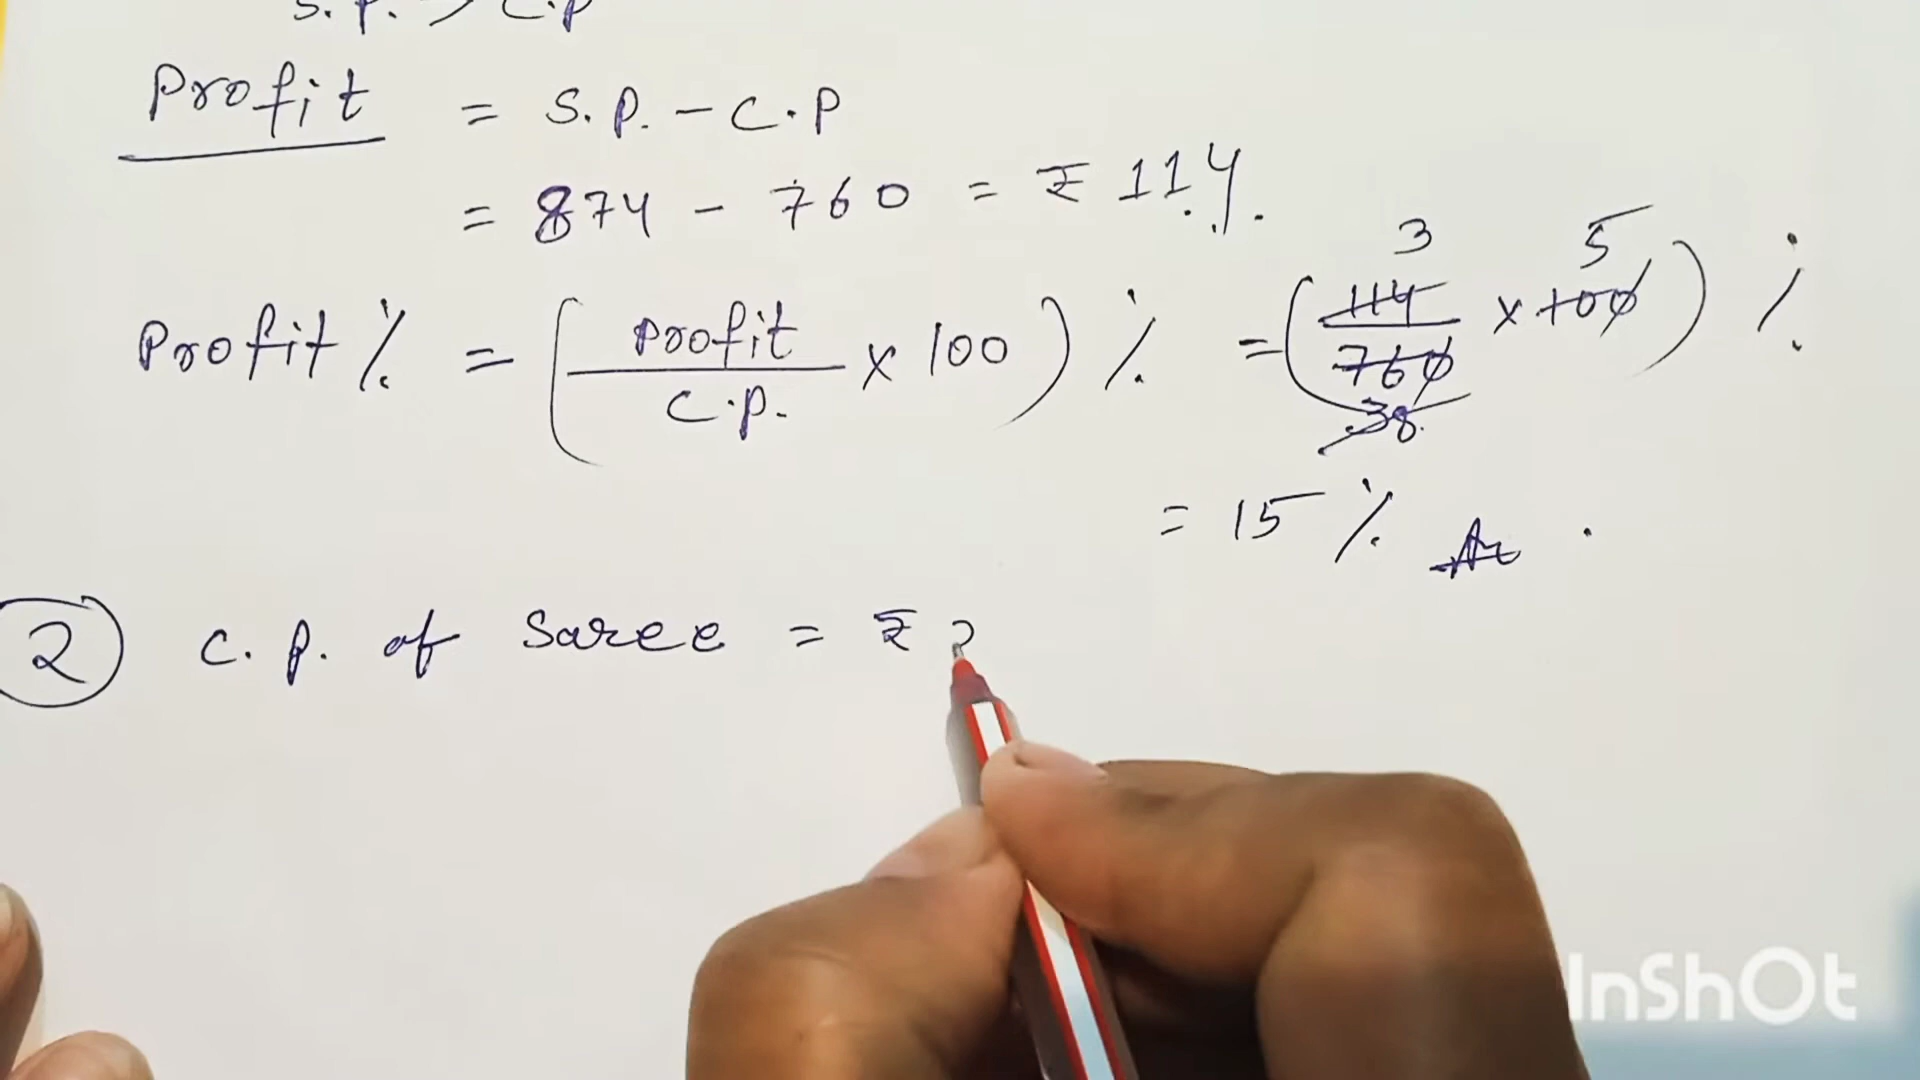 S.P. > C.P
Profit = S.P. - C.P
= 874 - 760 = ₹ 114.
Profit % = (Profit / C.P. x 100) % = (114 / 760 x 100) %
3 5
38
= 15 % Ans.
2 C.P. of Saree = ₹ 2
InShOt